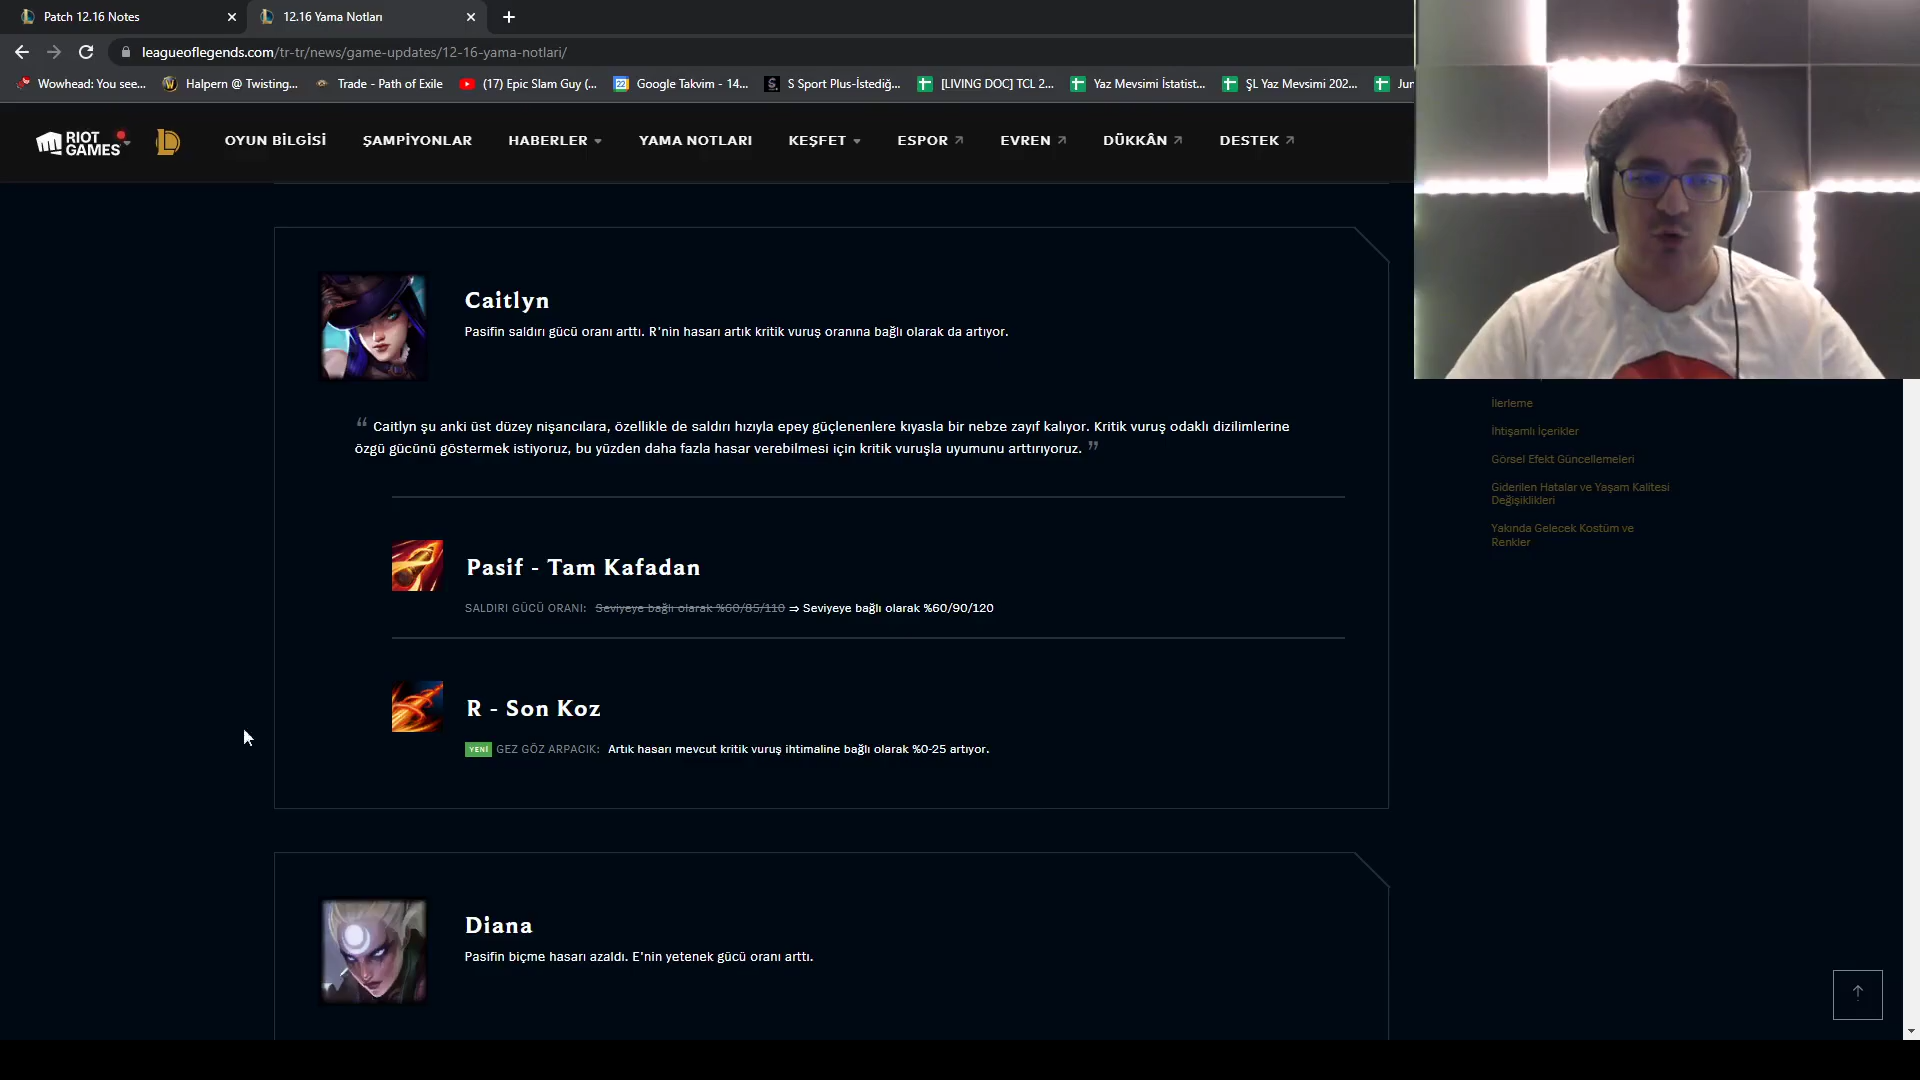 Patch 12.16 Notes
12.16 Yama Notları
leagueoflegends.com/tr-tr/news/game-updates/12-16-yama-notlari/
Wowhead: You see...
Halpern @ Twisting...
Trade - Path of Exile
(17) Epic Slam Guy (...
Google Takvim - 14...
S Sport Plus-İstediğ...
[LIVING DOC] TCL 2...
Yaz Mevsimi İstatist...
ŞL Yaz Mevsimi 202...
Jur
RIOT GAMES
OYUN BİLGİSİ
ŞAMPİYONLAR
HABERLER
YAMA NOTLARI
KEŞFET
ESPOR
EVREN
DÜKKÂN
DESTEK
Caitlyn
Pasifin saldırı gücü oranı arttı. R'nin hasarı artık kritik vuruş oranına bağlı olarak da artıyor.
“ Caitlyn şu anki üst düzey nişancılara, özellikle de saldırı hızıyla epey güçlenenlere kıyasla bir nebze zayıf kalıyor. Kritik vuruş odaklı dizilimlerine
özgü gücünü göstermek istiyoruz, bu yüzden daha fazla hasar verebilmesi için kritik vuruşla uyumunu arttırıyoruz. ”
Pasif - Tam Kafadan
SALDIRI GÜCÜ ORANI: Seviyeye bağlı olarak %60/85/110 ⇒ Seviyeye bağlı olarak %60/90/120
R - Son Koz
YENİ GEZ GÖZ ARPACIK: Artık hasarı mevcut kritik vuruş ihtimaline bağlı olarak %0-25 artıyor.
Diana
Pasifin biçme hasarı azaldı. E'nin yetenek gücü oranı arttı.
İlerleme
İhtişamlı İçerikler
Görsel Efekt Güncellemeleri
Giderilen Hatalar ve Yaşam Kalitesi
Değişiklikleri
Yakında Gelecek Kostüm ve
Renkler